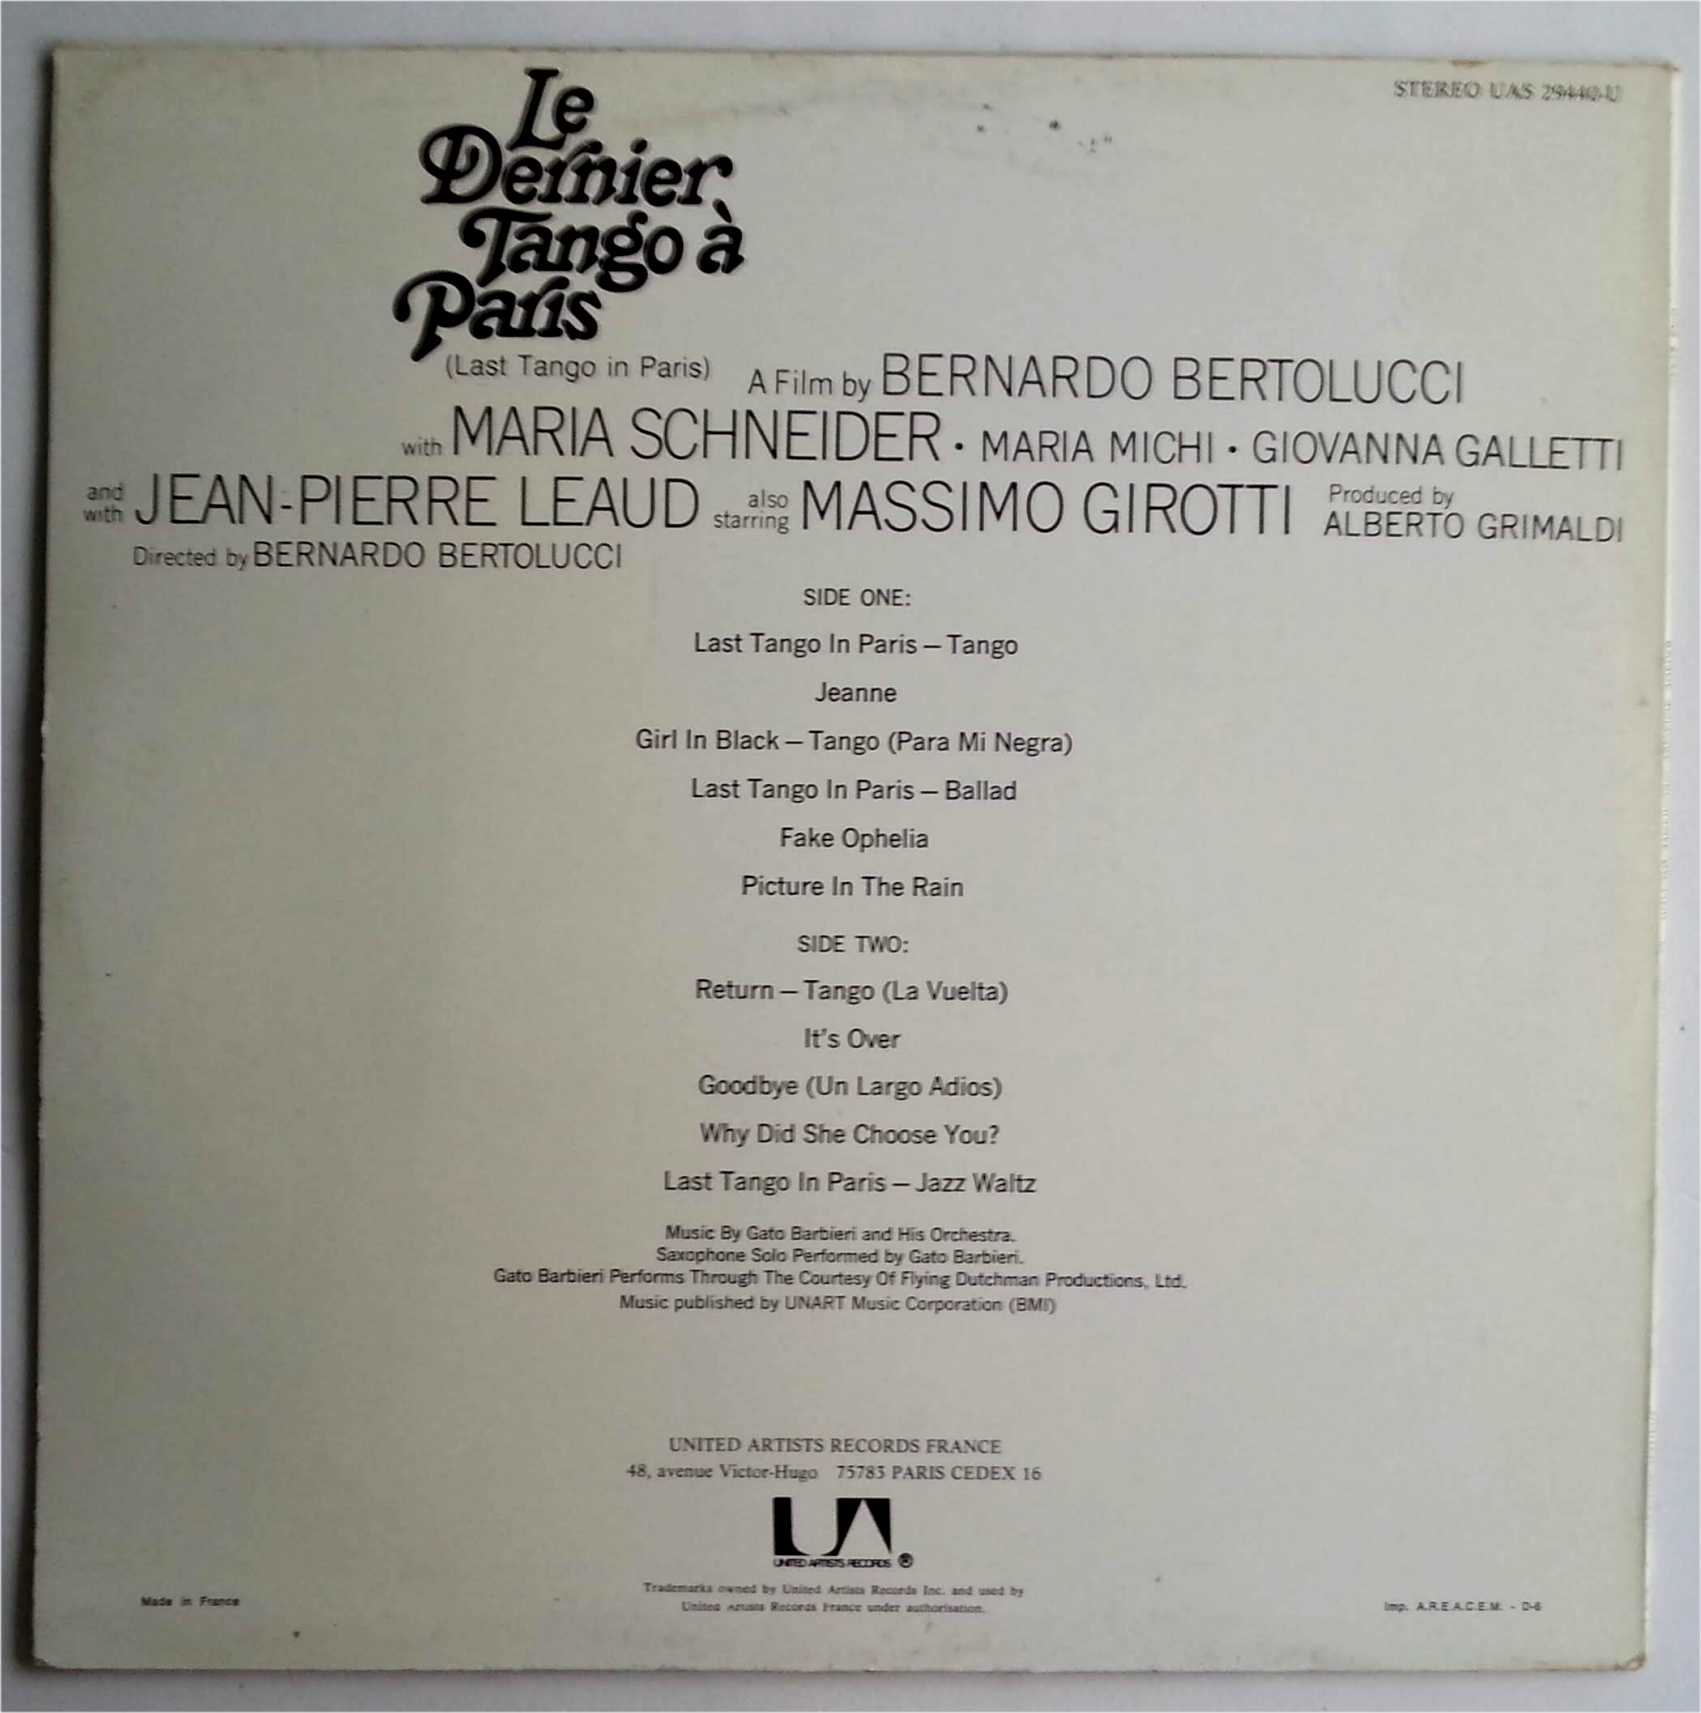 STEREO UAS 29440 U
Le
Dernier
Tango à
Paris
(Last Tango in Paris) A Film by BERNARDO BERTOLUCCI
with MARIA SCHNEIDER • MARIA MICHI • GIOVANNA GALLETTI
and with JEAN-PIERRE LEAUD also starring MASSIMO GIROTTI Produced by ALBERTO GRIMALDI
Directed by BERNARDO BERTOLUCCI
SIDE ONE:
Last Tango In Paris – Tango
Jeanne
Girl In Black – Tango (Para Mi Negra)
Last Tango In Paris – Ballad
Fake Ophelia
Picture In The Rain
SIDE TWO:
Return – Tango (La Vuelta)
It's Over
Goodbye (Un Largo Adios)
Why Did She Choose You?
Last Tango In Paris – Jazz Waltz
Music By Gato Barbieri and His Orchestra.
Saxophone Solo Performed by Gato Barbieri.
Gato Barbieri Performs Through The Courtesy Of Flying Dutchman Productions, Ltd.
Music published by UNART Music Corporation (BMI)
UNITED ARTISTS RECORDS FRANCE
48, avenue Victor-Hugo 75783 PARIS CEDEX 16
UA
UNITED ARTISTS RECORDS ®
Trademarks owned by United Artists Records Inc. and used by
United Artists Records France under authorisation.
Made in France
Imp. A.R.E.A.C.E.M. - D-6